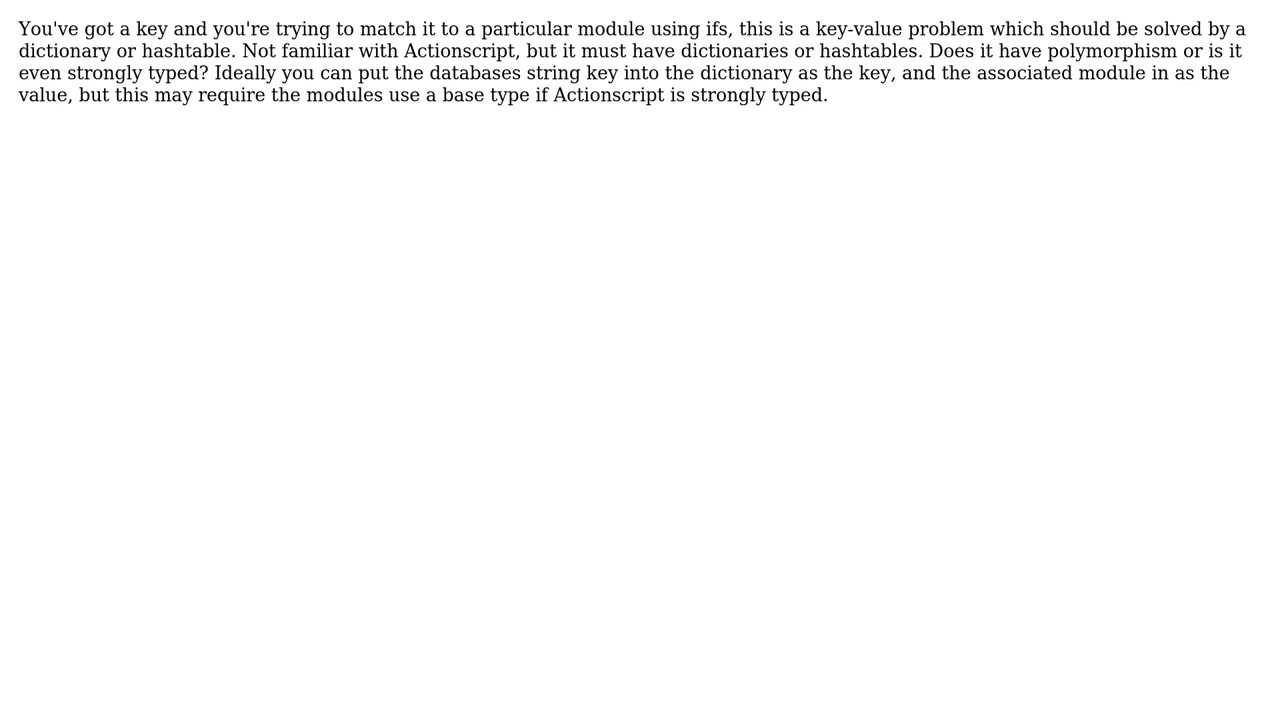 You've got a key and you're trying to match it to a particular module using ifs, this is a key-value problem which should be solved by a
dictionary or hashtable. Not familiar with Actionscript, but it must have dictionaries or hashtables. Does it have polymorphism or is it
even strongly typed? Ideally you can put the databases string key into the dictionary as the key, and the associated module in as the
value, but this may require the modules use a base type if Actionscript is strongly typed.